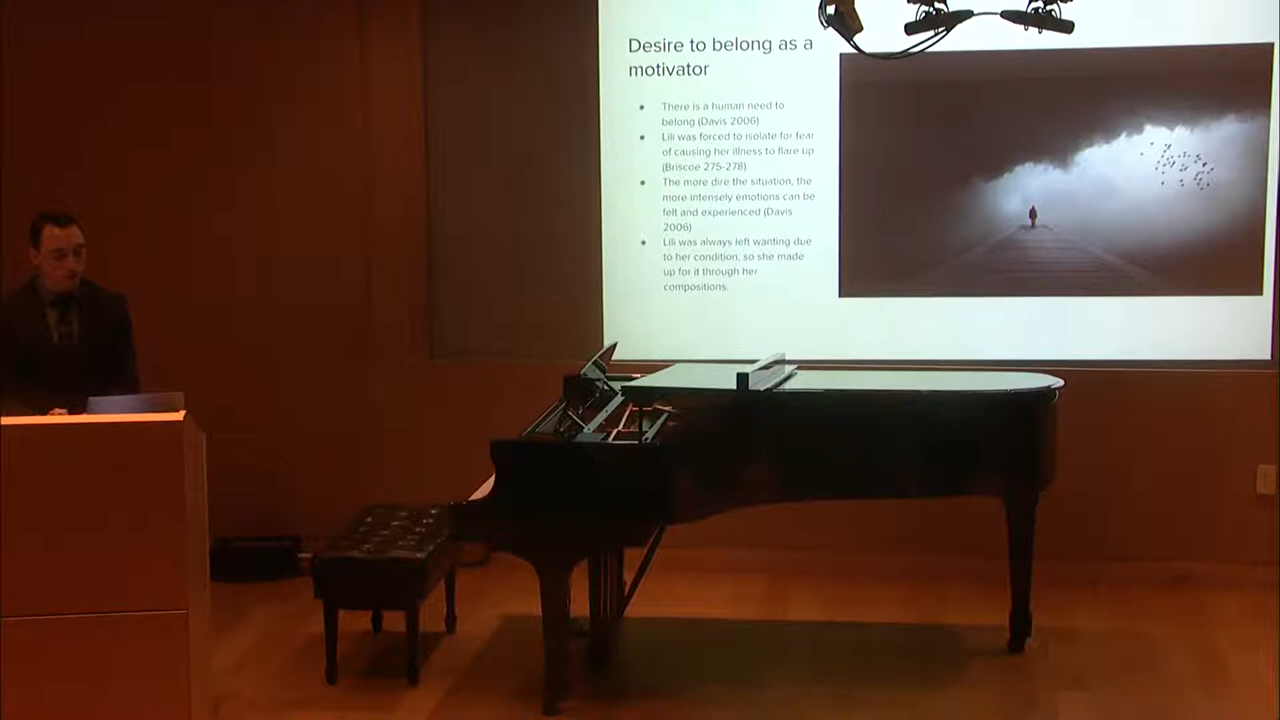 Desire to belong as a
motivator
There is a human need to
belong (Davis 2006)
Lili was forced to isolate for fear
of causing her illness to flare up
(Briscoe 275-278).
The more dire the situation, the
more intensely emotions can be
felt and experienced (Davis
2006)
Lili was always left wanting due
to her condition, so she made
up for it through her
compositions.